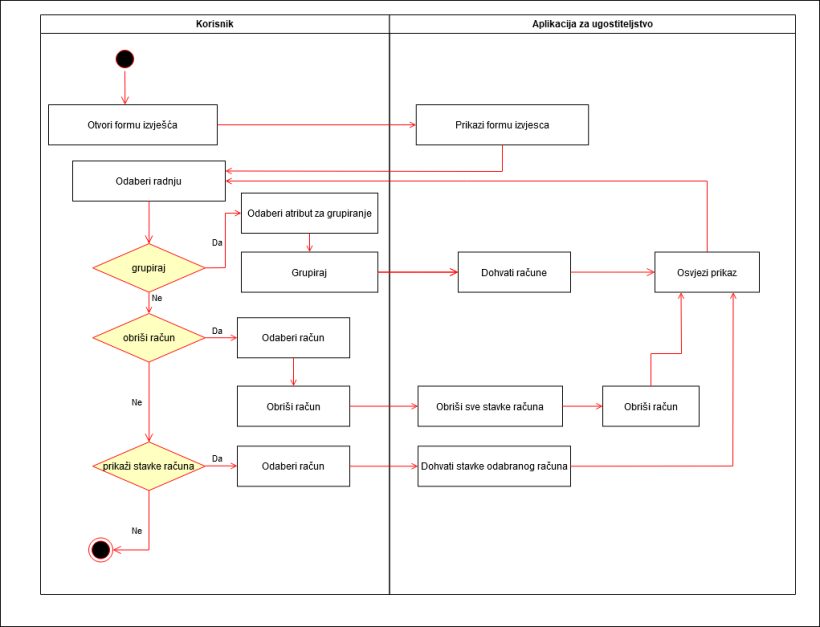 Korisnik
Aplikacija za ugostiteljstvo
Otvori formu izvješća
Prikazi formu izvjesca
Odaberi radnju
Odaberi atribut za grupiranje
Da
grupiraj
Grupiraj
Dohvati račune
Osvjezi prikaz
Ne
Da
obriši račun
Odaberi račun
Ne
Obriši račun
Obriši sve stavke računa
Obriši račun
Da
prikaži stavke računa
Odaberi račun
Dohvati stavke odabranog računa
Ne